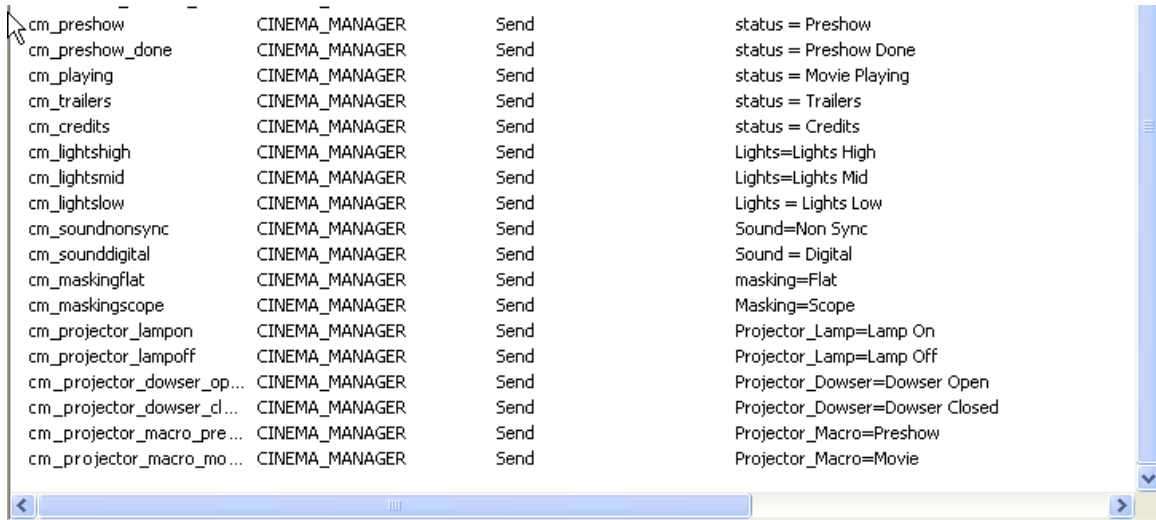 cm_preshow CINEMA_MANAGER Send status = Preshow
cm_preshow_done CINEMA_MANAGER Send status = Preshow Done
cm_playing CINEMA_MANAGER Send status = Movie Playing
cm_trailers CINEMA_MANAGER Send status = Trailers
cm_credits CINEMA_MANAGER Send status = Credits
cm_lightshigh CINEMA_MANAGER Send Lights=Lights High
cm_lightsmid CINEMA_MANAGER Send Lights=Lights Mid
cm_lightslow CINEMA_MANAGER Send Lights = Lights Low
cm_soundnonsync CINEMA_MANAGER Send Sound=Non Sync
cm_sounddigital CINEMA_MANAGER Send Sound = Digital
cm_maskingflat CINEMA_MANAGER Send masking=Flat
cm_maskingscope CINEMA_MANAGER Send Masking=Scope
cm_projector_lampon CINEMA_MANAGER Send Projector_Lamp=Lamp On
cm_projector_lampoff CINEMA_MANAGER Send Projector_Lamp=Lamp Off
cm_projector_dowser_op... CINEMA_MANAGER Send Projector_Dowser=Dowser Open
cm_projector_dowser_cl... CINEMA_MANAGER Send Projector_Dowser=Dowser Closed
cm_projector_macro_pre... CINEMA_MANAGER Send Projector_Macro=Preshow
cm_projector_macro_mo... CINEMA_MANAGER Send Projector_Macro=Movie